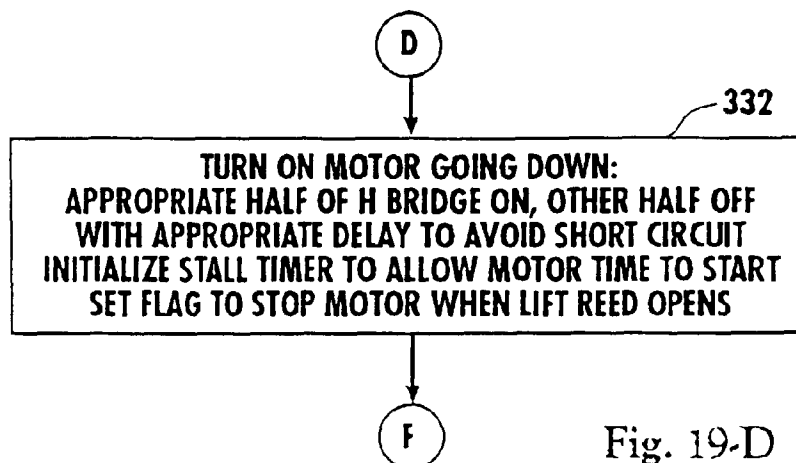 D
332
TURN ON MOTOR GOING DOWN:
APPROPRIATE HALF OF H BRIDGE ON, OTHER HALF OFF
WITH APPROPRIATE DELAY TO AVOID SHORT CIRCUIT
INITIALIZE STALL TIMER TO ALLOW MOTOR TIME TO START
SET FLAG TO STOP MOTOR WHEN LIFT REED OPENS
F
Fig. 19-D